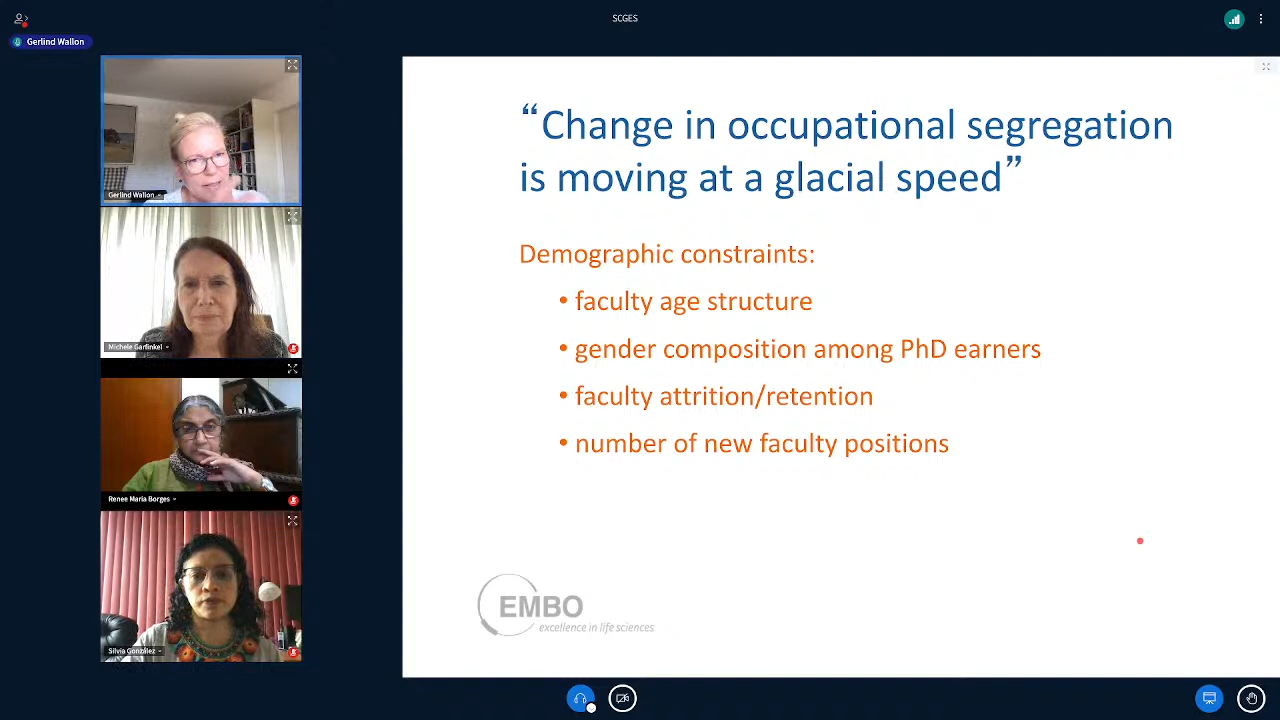 SCGES
Gerlind Wallon
Gerlind Wallon
Michele Garfinkel
Renee Maria Borges
Silvia González
“Change in occupational segregation
is moving at a glacial speed”
Demographic constraints:
• faculty age structure
• gender composition among PhD earners
• faculty attrition/retention
• number of new faculty positions
EMBO
excellence in life sciences